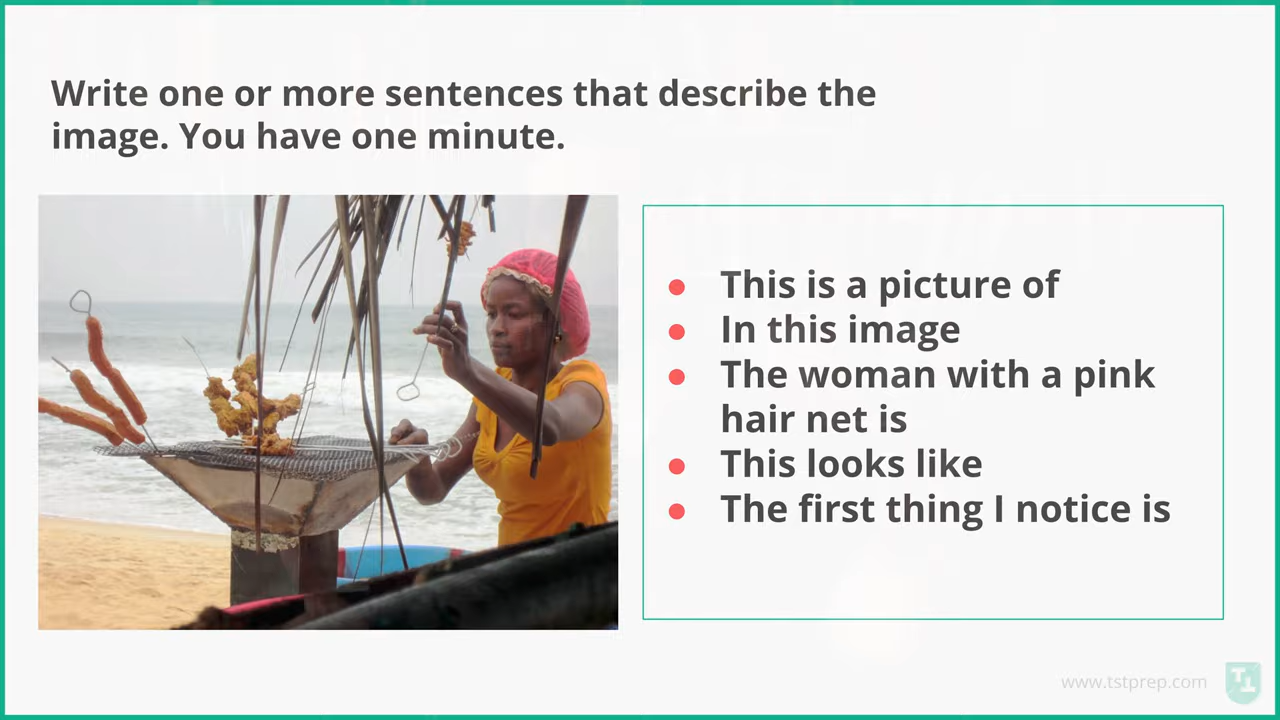 Write one or more sentences that describe the
image. You have one minute.
● This is a picture of
● In this image
● The woman with a pink
hair net is
● This looks like
● The first thing I notice is
www.tstprep.com